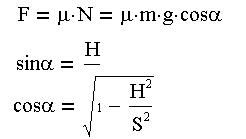 F = μ·N = μ·m·g·cosα
sinα = H/S
cosα = √(1 − H²/S²)